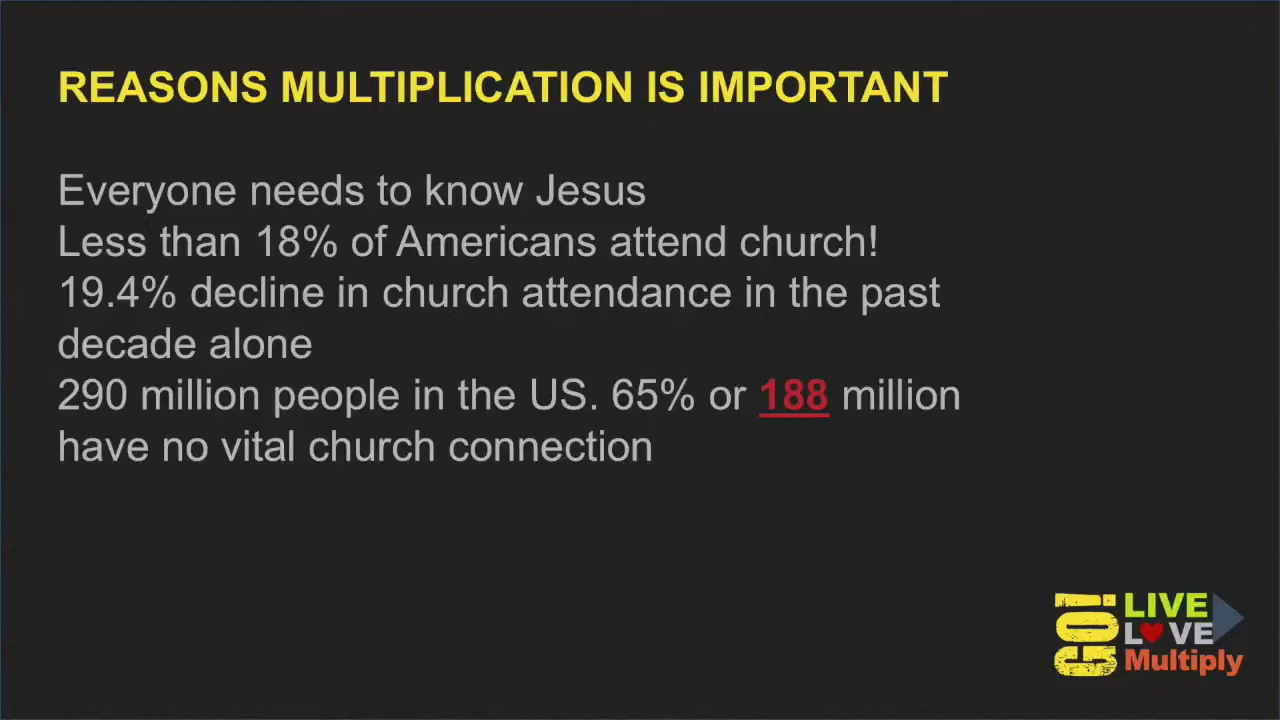 REASONS MULTIPLICATION IS IMPORTANT
Everyone needs to know Jesus
Less than 18% of Americans attend church!
19.4% decline in church attendance in the past
decade alone
290 million people in the US. 65% or 188 million
have no vital church connection
GO!
LIVE
LOVE
Multiply